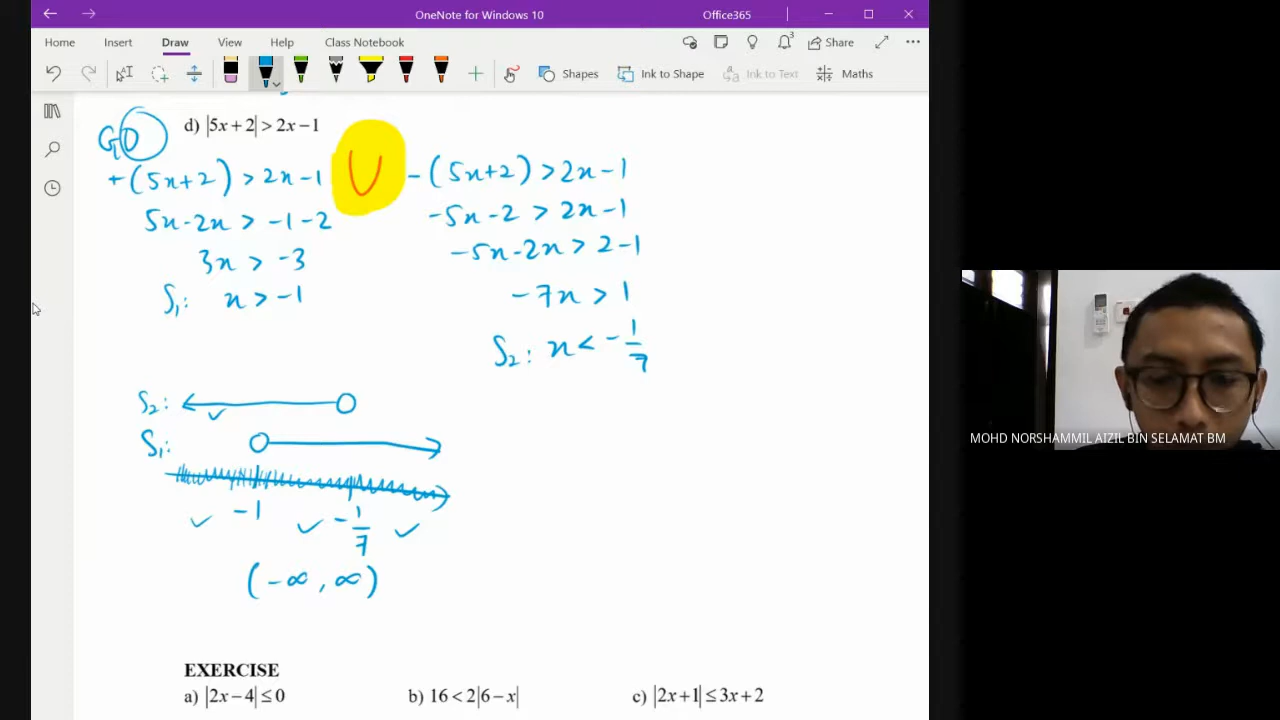 OneNote for Windows 10
Office365
Home Insert Draw View Help Class Notebook
3
Share
Shapes
Ink to Shape
Ink to Text
Maths
d) |5x+2| > 2x−1
+(5x+2) > 2x-1 U -(5x+2) > 2x-1
5x-2x > -1-2
-5x-2 > 2x-1
3x > -3
-5x-2x > 2-1
S₁: x > -1
-7x > 1
S₂: x < -1/7
S₂:
✓
S₁:
✓ -1 ✓ -1/7 ✓
(-∞, ∞)
MOHD NORSHAMMIL AIZIL BIN SELAMAT BM
EXERCISE
a) |2x−4| ≤ 0 b) 16 < 2|6−x| c) |2x+1| ≤ 3x+2